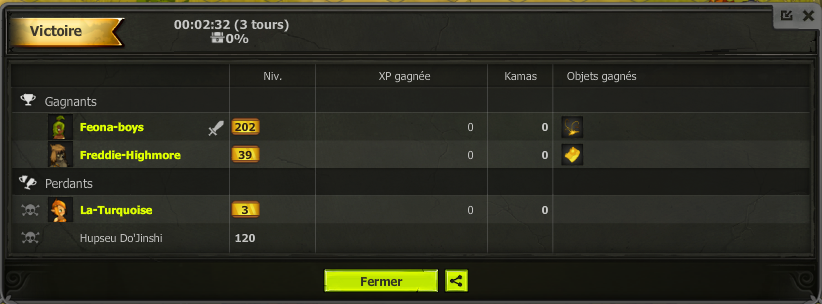 Victoire
00:02:32 (3 tours)
0%
Niv. XP gagnée Kamas Objets gagnés
Gagnants
Feona-boys 202 0 0
Freddie-Highmore 39 0 0
Perdants
La-Turquoise 3 0 0
Hupseu Do'Jinshi 120
Fermer